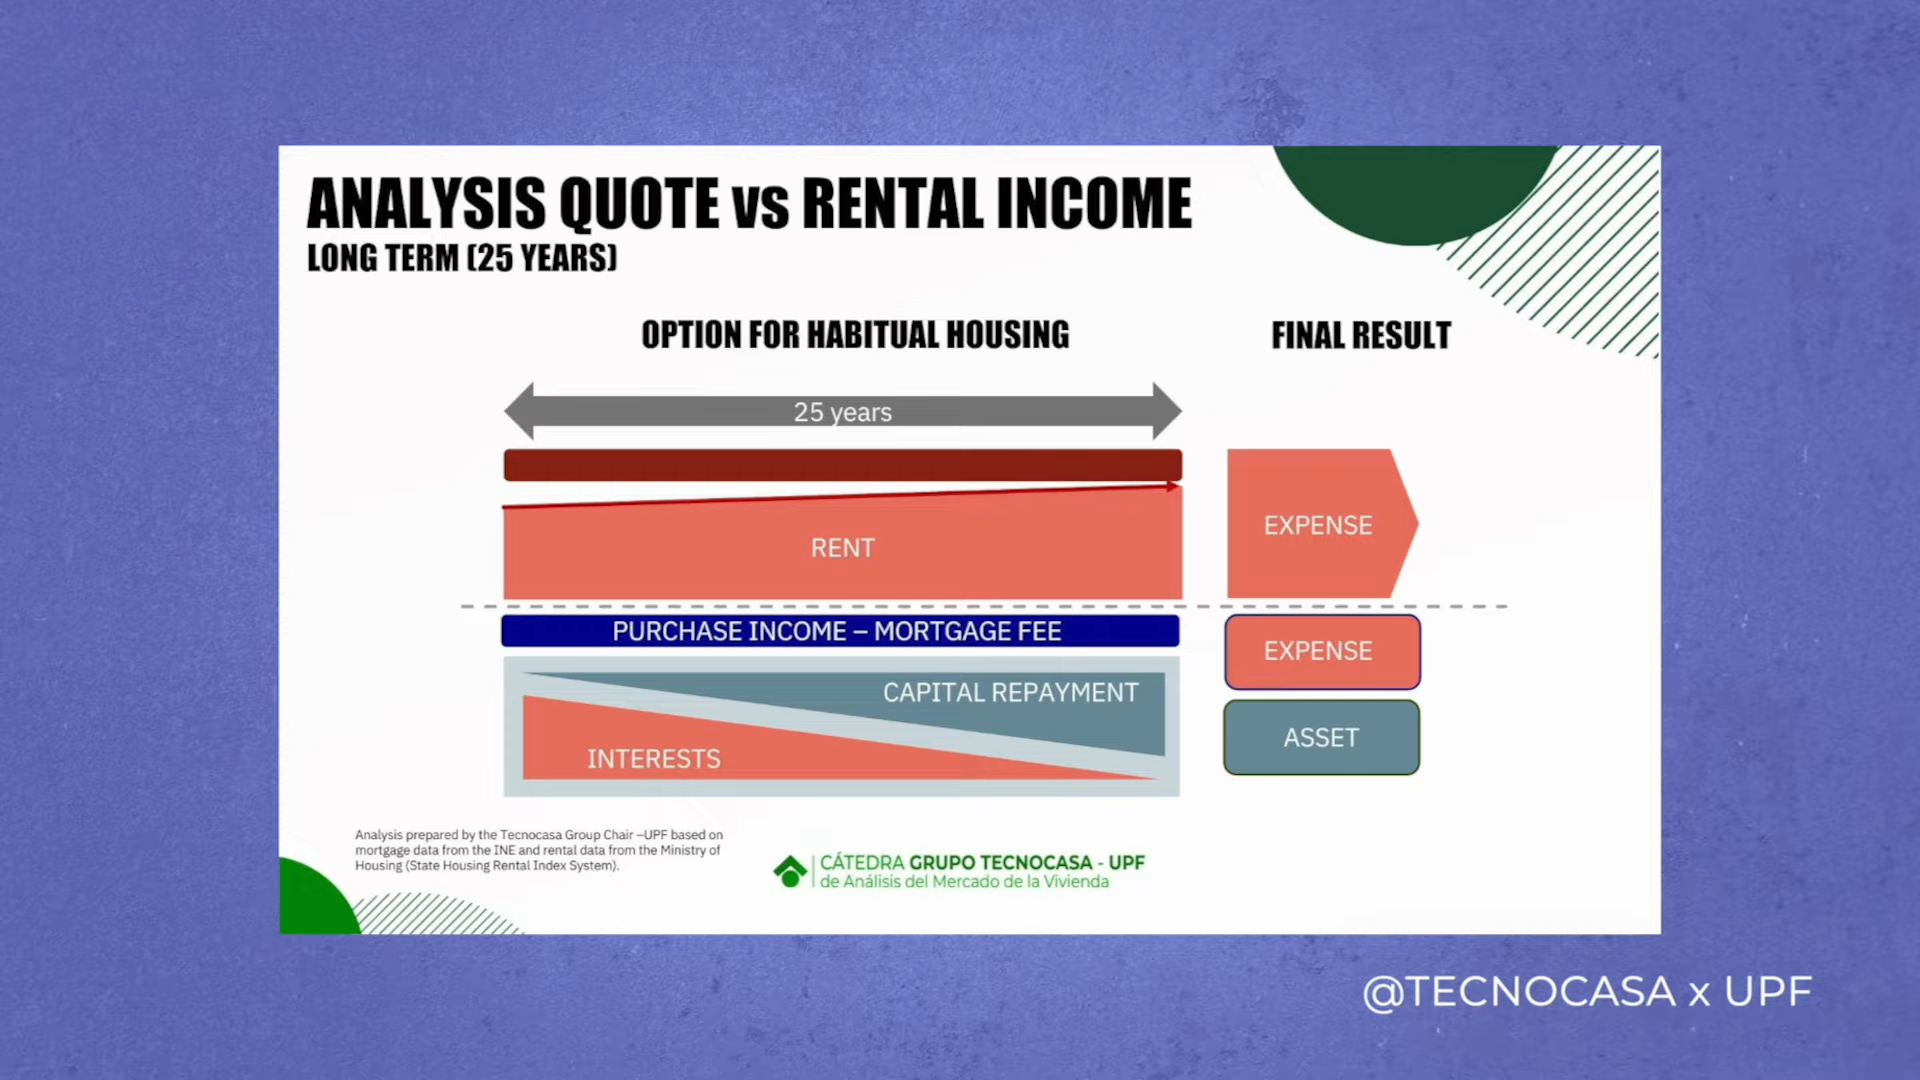 ANALYSIS QUOTE vs RENTAL INCOME
LONG TERM (25 YEARS)
OPTION FOR HABITUAL HOUSING
FINAL RESULT
25 years
RENT
EXPENSE
PURCHASE INCOME – MORTGAGE FEE
CAPITAL REPAYMENT
INTERESTS
EXPENSE
ASSET
Analysis prepared by the Tecnocasa Group Chair –UPF based on
mortgage data from the INE and rental data from the Ministry of
Housing (State Housing Rental Index System).
CÁTEDRA GRUPO TECNOCASA - UPF
de Análisis del Mercado de la Vivienda
@TECNOCASA x UPF